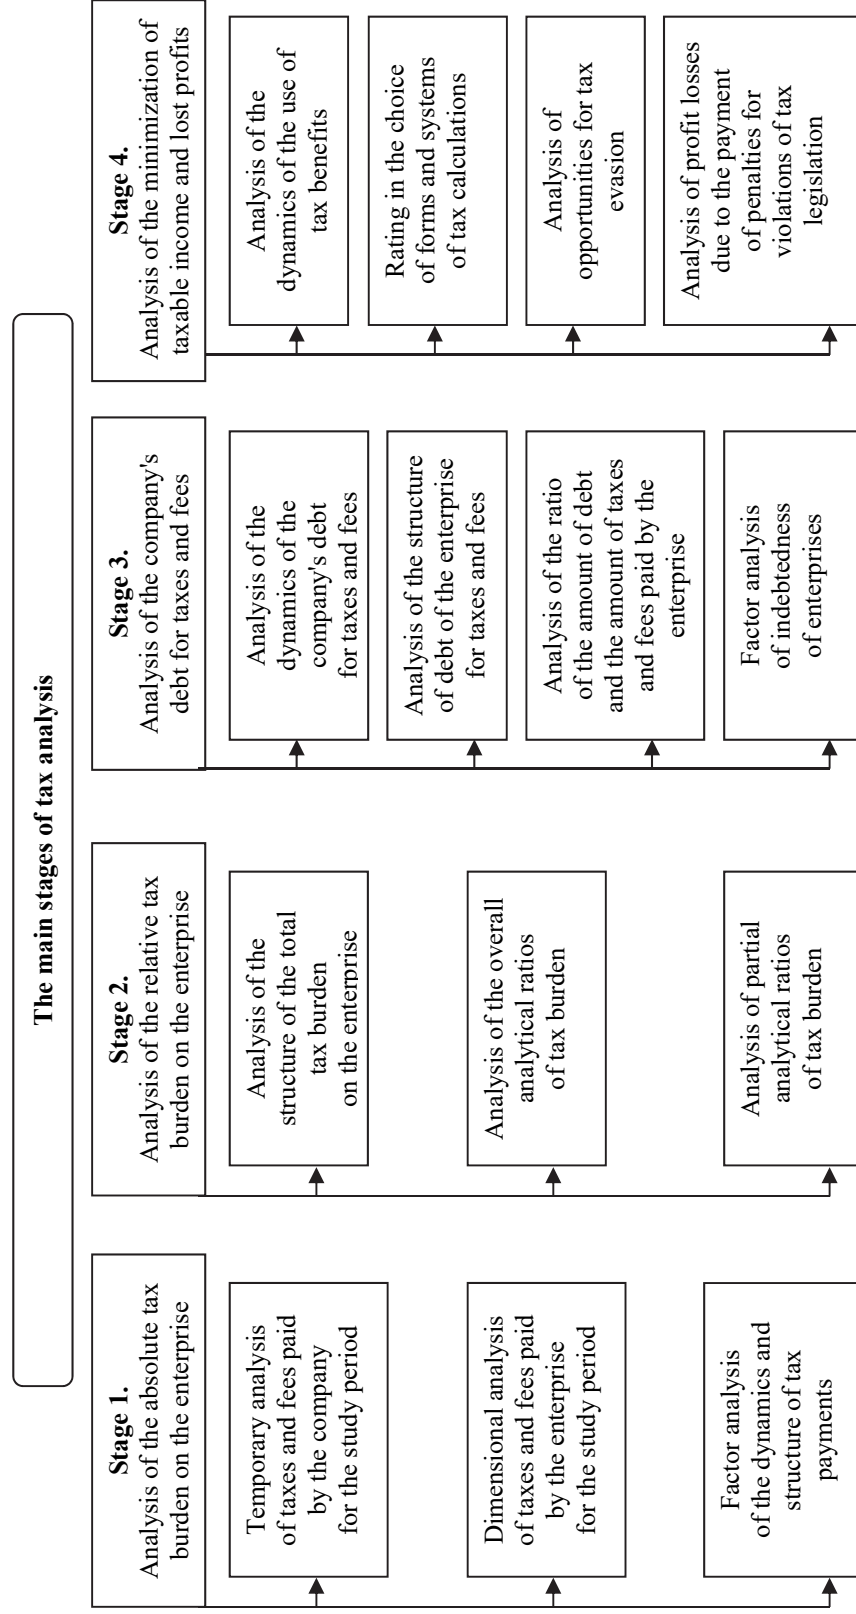 The main stages of tax analysis
Stage 1.
Analysis of the absolute tax
burden on the enterprise
Temporary analysis
of taxes and fees paid
by the company
for the study period
Dimensional analysis
of taxes and fees paid
by the enterprise
for the study period
Factor analysis
of the dynamics and
structure of tax
payments
Stage 2.
Analysis of the relative tax
burden on the enterprise
Analysis of the
structure of the total
tax burden
on the enterprise
Analysis of the overall
analytical ratios
of tax burden
Analysis of partial
analytical ratios
of tax burden
Stage 3.
Analysis of the company's
debt for taxes and fees
Analysis of the
dynamics of the
company's debt
for taxes and fees
Analysis of the structure
of debt of the enterprise
for taxes and fees
Analysis of the ratio
of the amount of debt
and the amount of taxes
and fees paid by the
enterprise
Factor analysis
of indebtedness
of enterprises
Stage 4.
Analysis of the minimization of
taxable income and lost profits
Analysis of the
dynamics of the use of
tax benefits
Rating in the choice
of forms and systems
of tax calculations
Analysis of
opportunities for tax
evasion
Analysis of profit losses
due to the payment
of penalties for
violations of tax
legislation